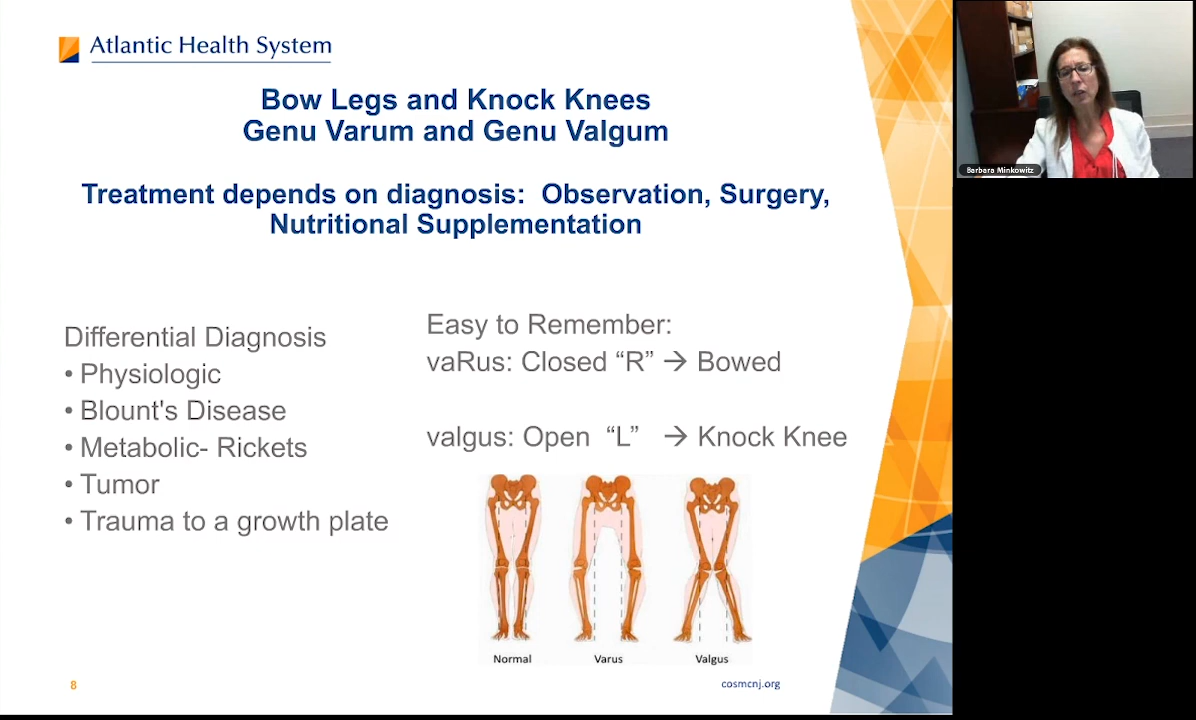 Atlantic Health System
Bow Legs and Knock Knees
Genu Varum and Genu Valgum
Treatment depends on diagnosis: Observation, Surgery,
Nutritional Supplementation
Differential Diagnosis
• Physiologic
• Blount's Disease
• Metabolic- Rickets
• Tumor
• Trauma to a growth plate
Easy to Remember:
vaRus: Closed “R” → Bowed
valgus: Open “L” → Knock Knee
Normal
Varus
Valgus
8
cosmcnj.org
Barbara Minkowitz